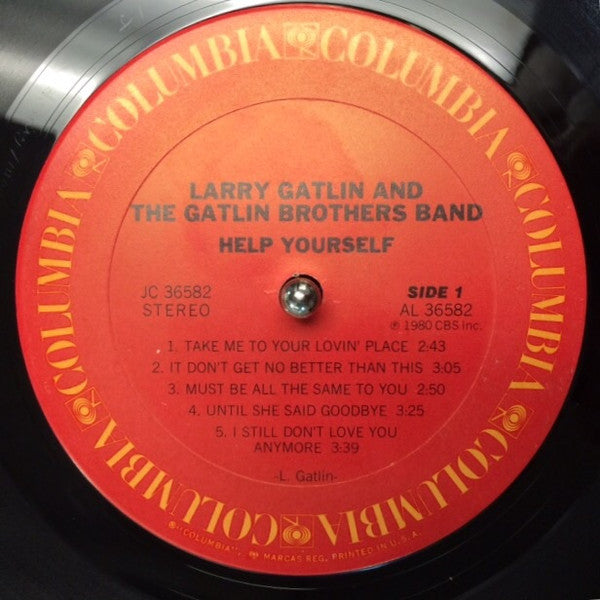 COLUMBIA COLUMBIA COLUMBIA COLUMBIA COLUMBIA COLUMBIA COLUMBIA COLUMBIA
LARRY GATLIN AND
THE GATLIN BROTHERS BAND
HELP YOURSELF
JC 36582 SIDE 1
STEREO AL 36582
℗ 1980 CBS Inc.
1. TAKE ME TO YOUR LOVIN' PLACE 2:43
2. IT DON'T GET NO BETTER THAN THIS 3:05
3. MUST BE ALL THE SAME TO YOU 2:50
4. UNTIL SHE SAID GOODBYE 3:25
5. I STILL DON'T LOVE YOU
ANYMORE 3:39
-L. Gatlin-
"COLUMBIA", MARCAS REG. PRINTED IN U.S.A.